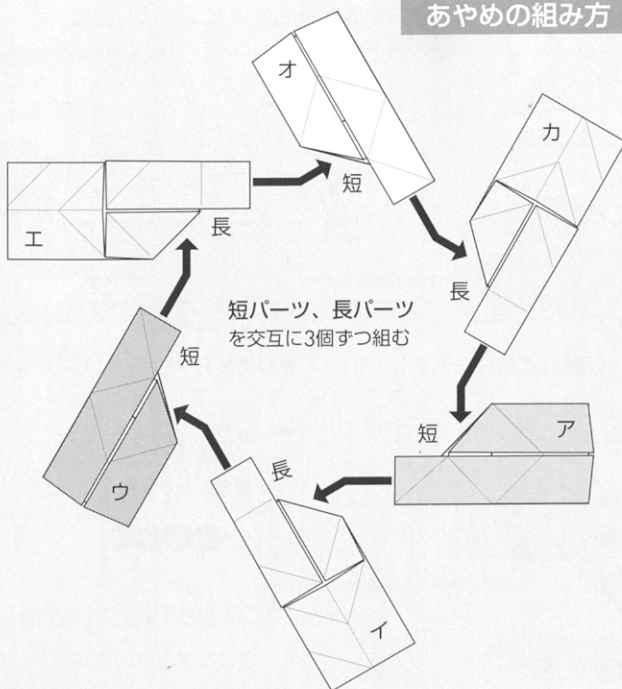 あやめの組み方
オ
短
カ
長
エ
長
短パーツ、長パーツ
を交互に3個ずつ組む
短
ウ
長
イ
短
ア